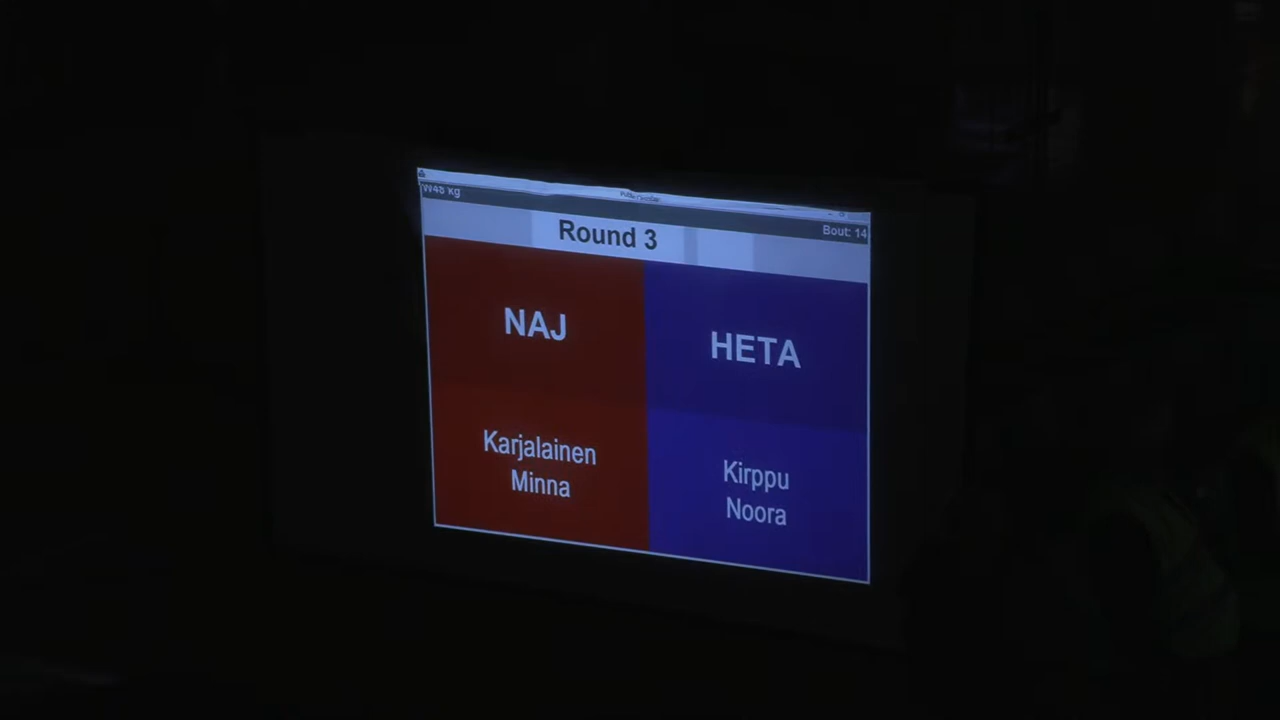 W48 Kg
Round 3
Bout: 14
NAJ
HETA
Karjalainen
Minna
Kirppu
Noora